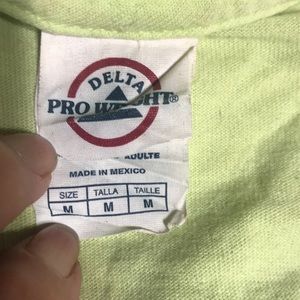 DELTA
PRO WEIGHT®
ADULTE
MADE IN MEXICO
SIZE TALLA TAILLE
M M M